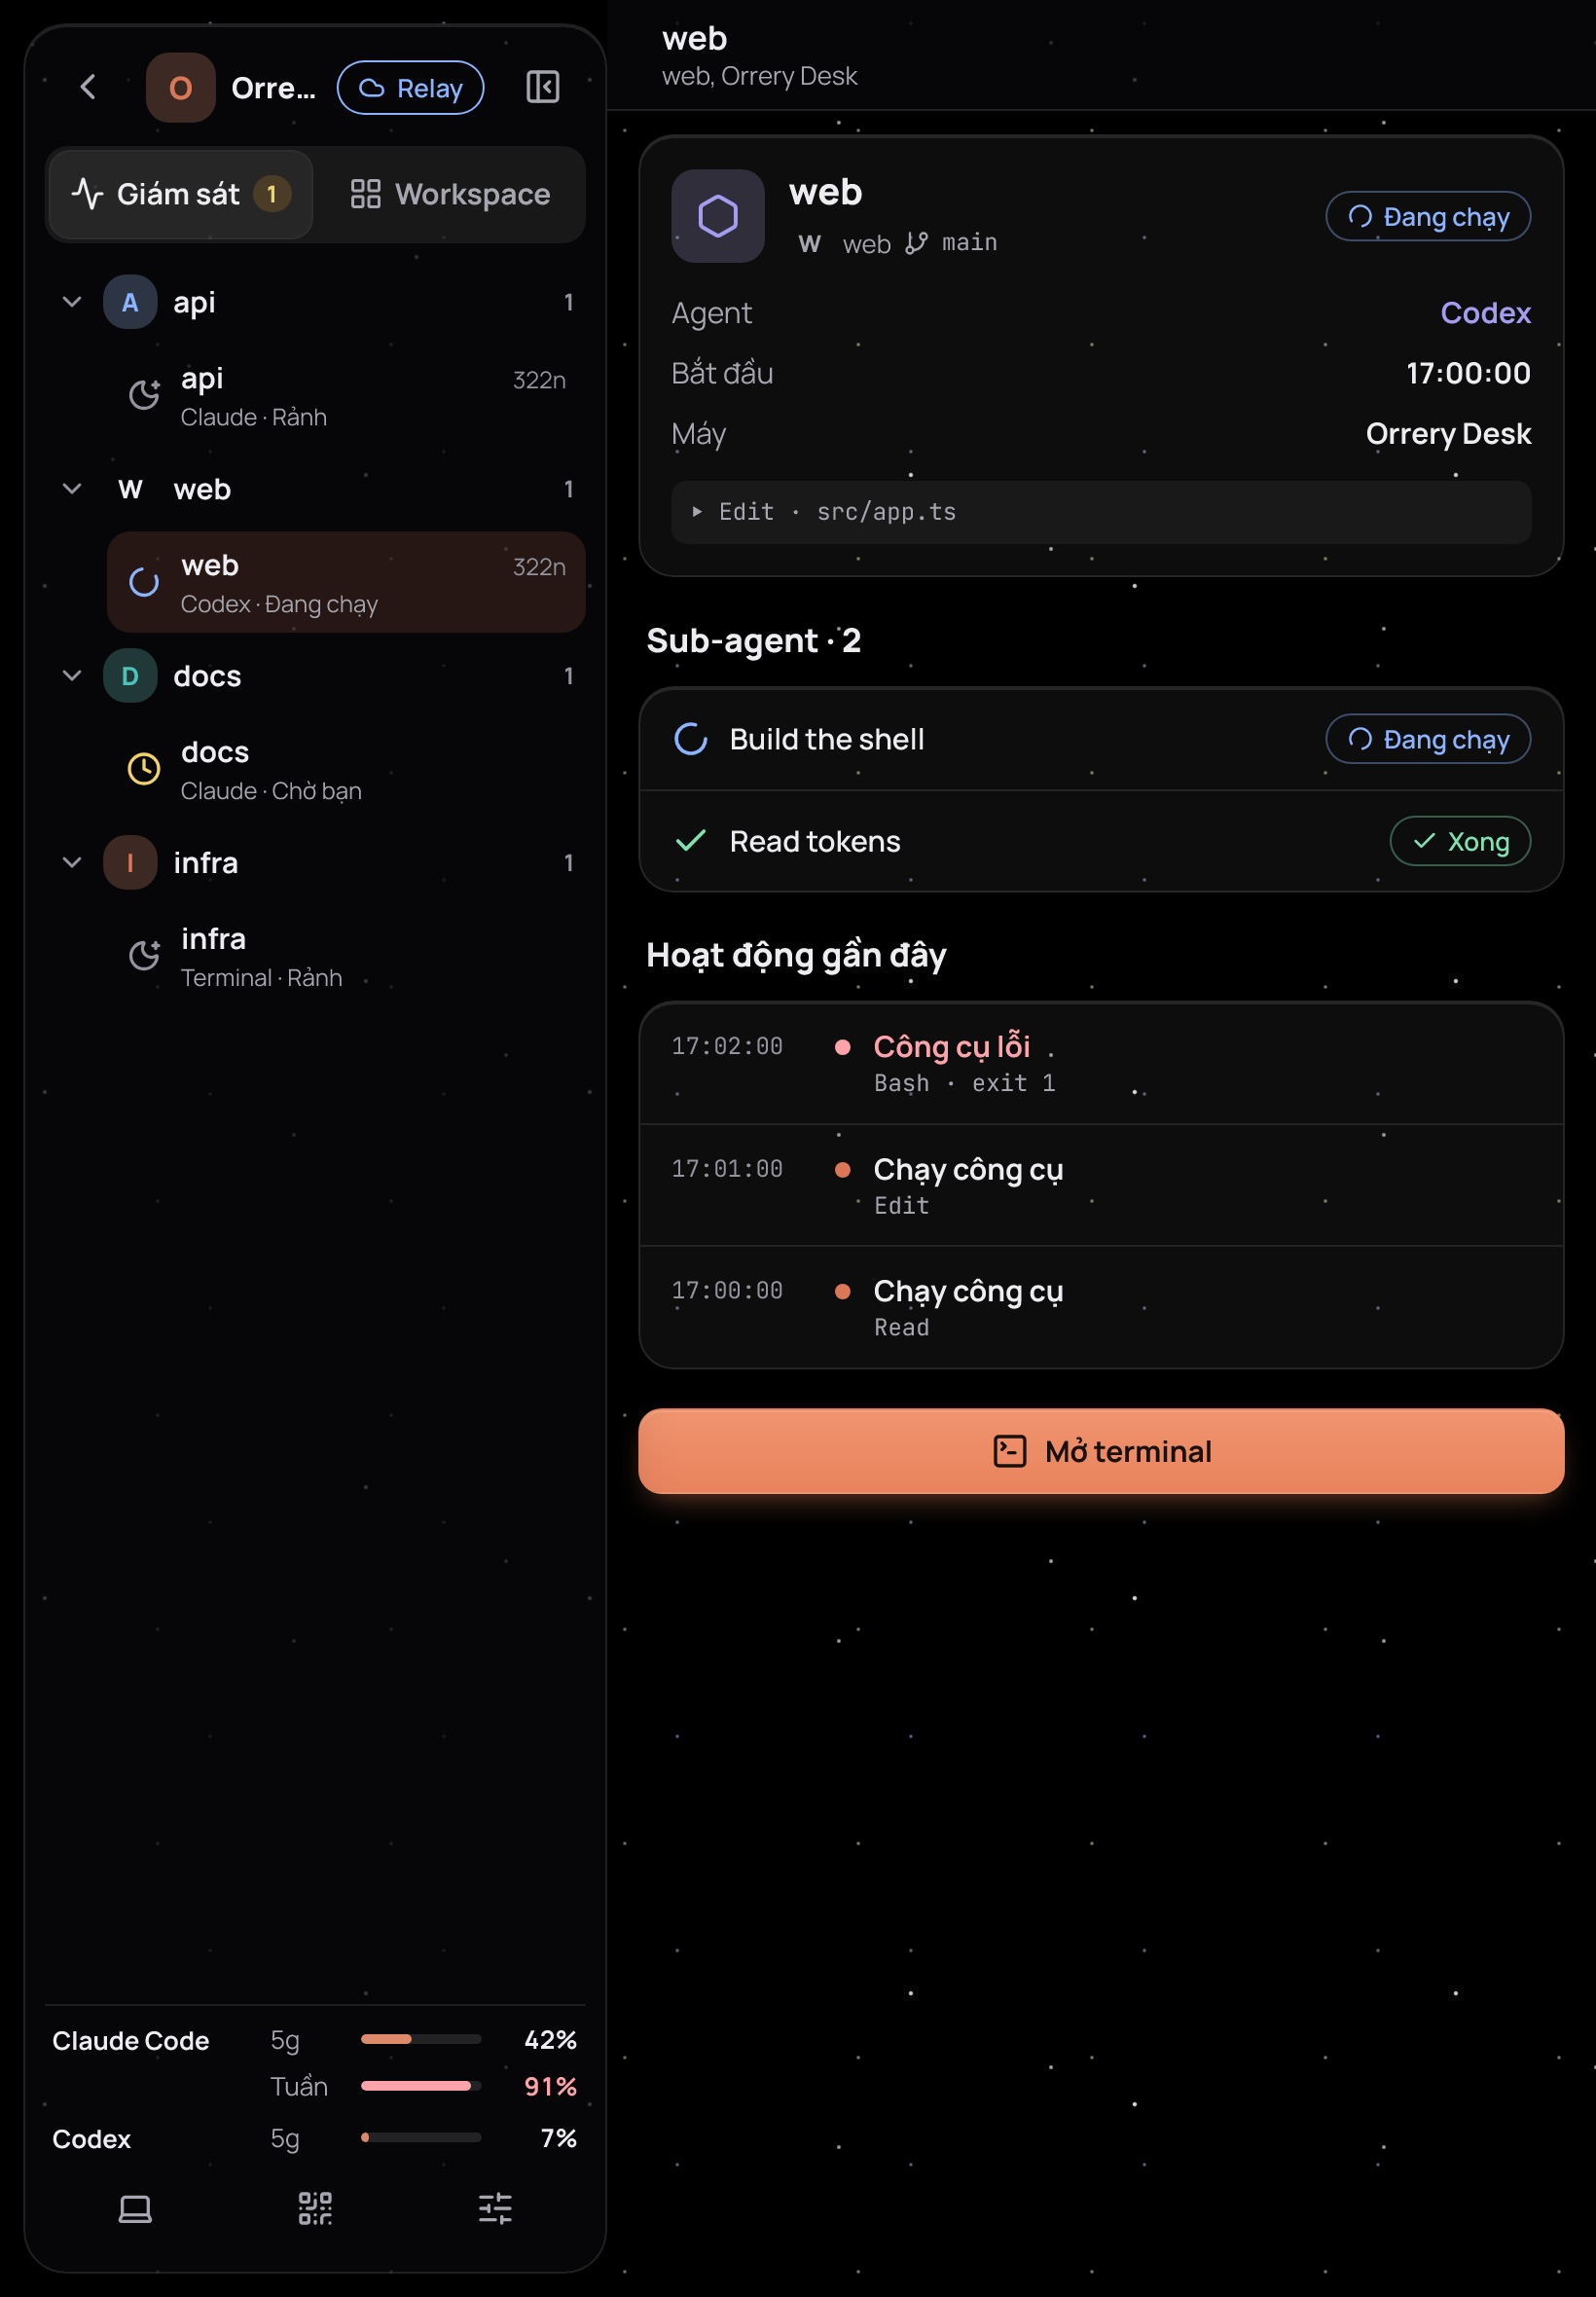 O Orre... Relay
Giám sát 1 Workspace
A api 1
api 322n
Claude · Rảnh
W web 1
web 322n
Codex · Đang chạy
D docs 1
docs
Claude · Chờ bạn
I infra 1
infra
Terminal · Rảnh
Claude Code 5g 42%
Tuần 91%
Codex 5g 7%
web
web, Orrery Desk
web
W web main
Đang chạy
Agent Codex
Bắt đầu 17:00:00
Máy Orrery Desk
Edit · src/app.ts
Sub-agent · 2
Build the shell Đang chạy
Read tokens Xong
Hoạt động gần đây
17:02:00 Công cụ lỗi
Bash · exit 1
17:01:00 Chạy công cụ
Edit
17:00:00 Chạy công cụ
Read
Mở terminal